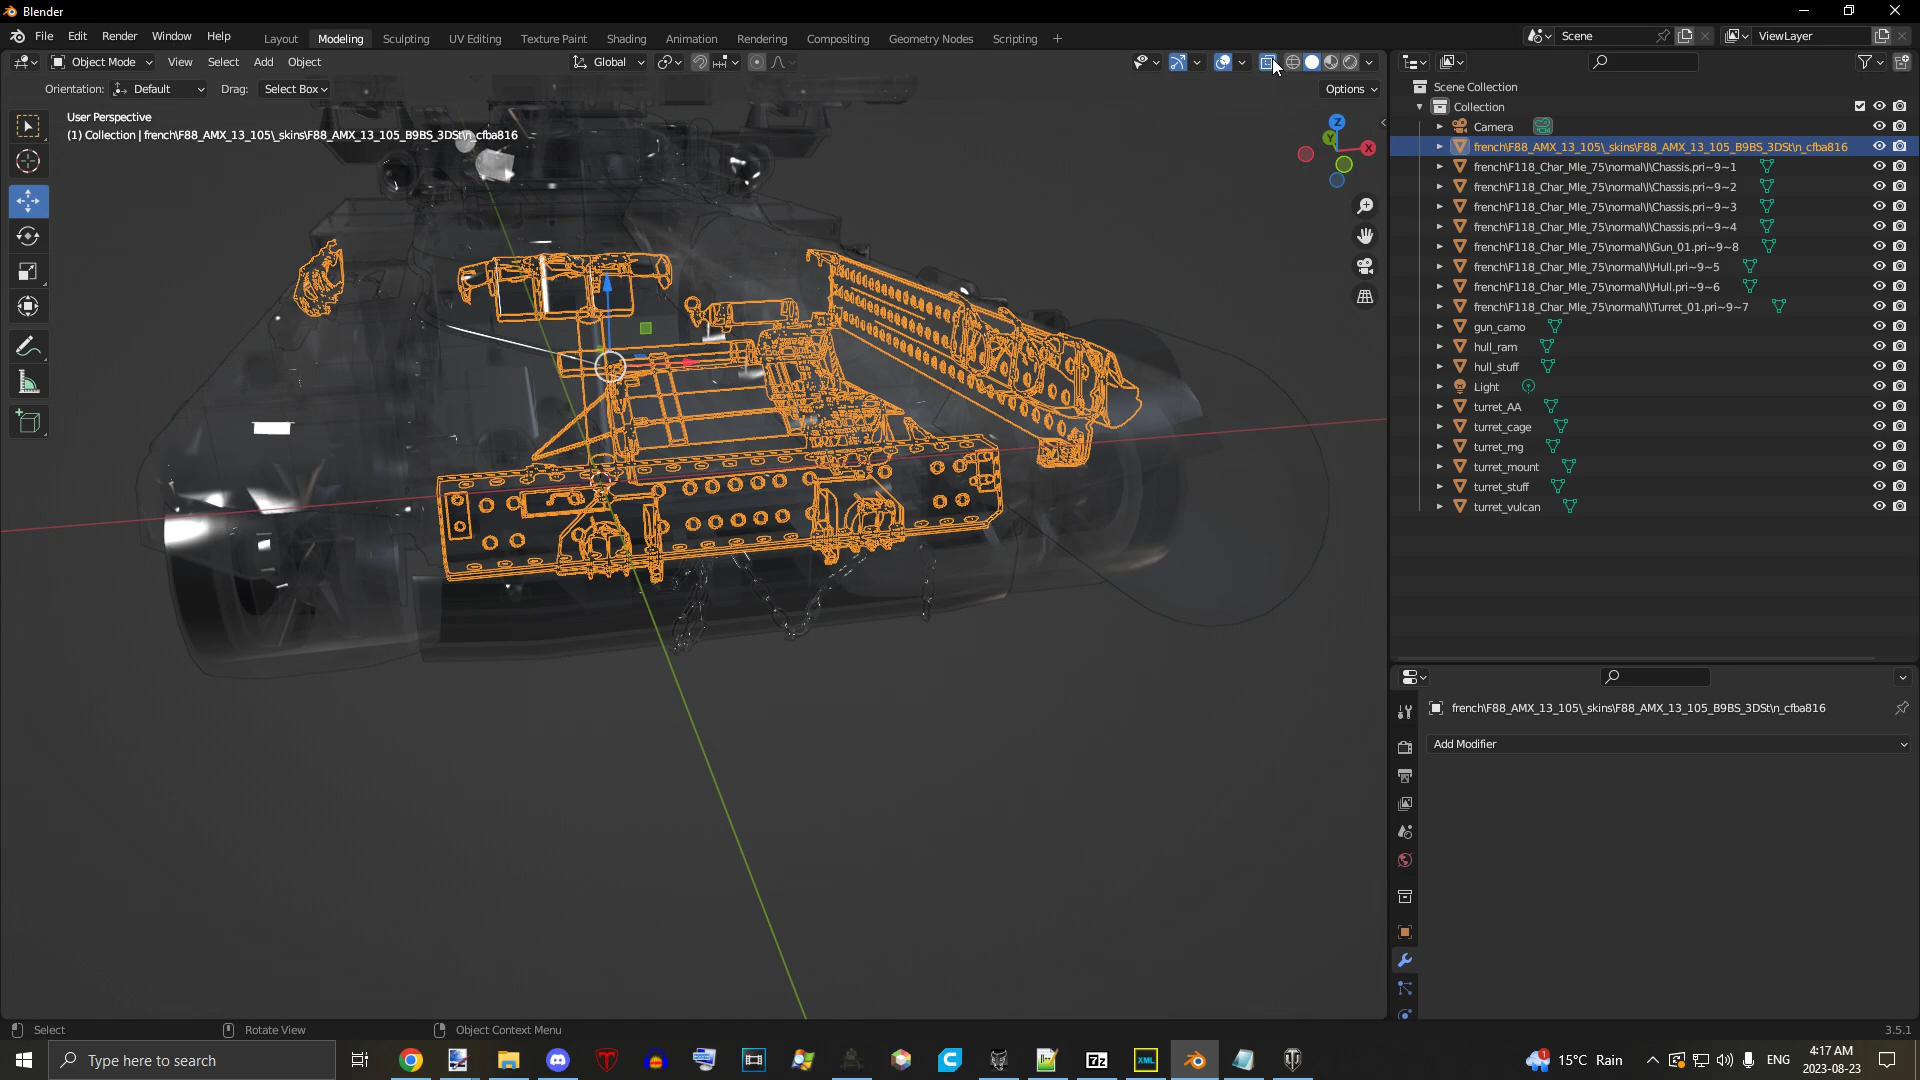 Blender
File Edit Render Window Help
Layout Modeling Sculpting UV Editing Texture Paint Shading Animation Rendering Compositing Geometry Nodes Scripting +
Scene
ViewLayer
Object Mode View Select Add Object
Global
Orientation: Default Drag: Select Box
Options
User Perspective
(1) Collection | french\F88_AMX_13_105\_skins\F88_AMX_13_105_B9BS_3DSt\n_cfba816
Z
Y
X
Scene Collection
Collection
Camera
french\F88_AMX_13_105\_skins\F88_AMX_13_105_B9BS_3DSt\n_cfba816
french\F118_Char_Mle_75\normal\l\Chassis.pri~9~1
french\F118_Char_Mle_75\normal\l\Chassis.pri~9~2
french\F118_Char_Mle_75\normal\l\Chassis.pri~9~3
french\F118_Char_Mle_75\normal\l\Chassis.pri~9~4
french\F118_Char_Mle_75\normal\l\Gun_01.pri~9~8
french\F118_Char_Mle_75\normal\l\Hull.pri~9~5
french\F118_Char_Mle_75\normal\l\Hull.pri~9~6
french\F118_Char_Mle_75\normal\l\Turret_01.pri~9~7
gun_camo
hull_ram
hull_stuff
Light
turret_AA
turret_cage
turret_mg
turret_mount
turret_stuff
turret_vulcan
french\F88_AMX_13_105\_skins\F88_AMX_13_105_B9BS_3DSt\n_cfba816
Add Modifier
Select
Rotate View
Object Context Menu
3.5.1
Type here to search
7z
XML
1
15°C Rain
ENG
4:17 AM
2023-08-23